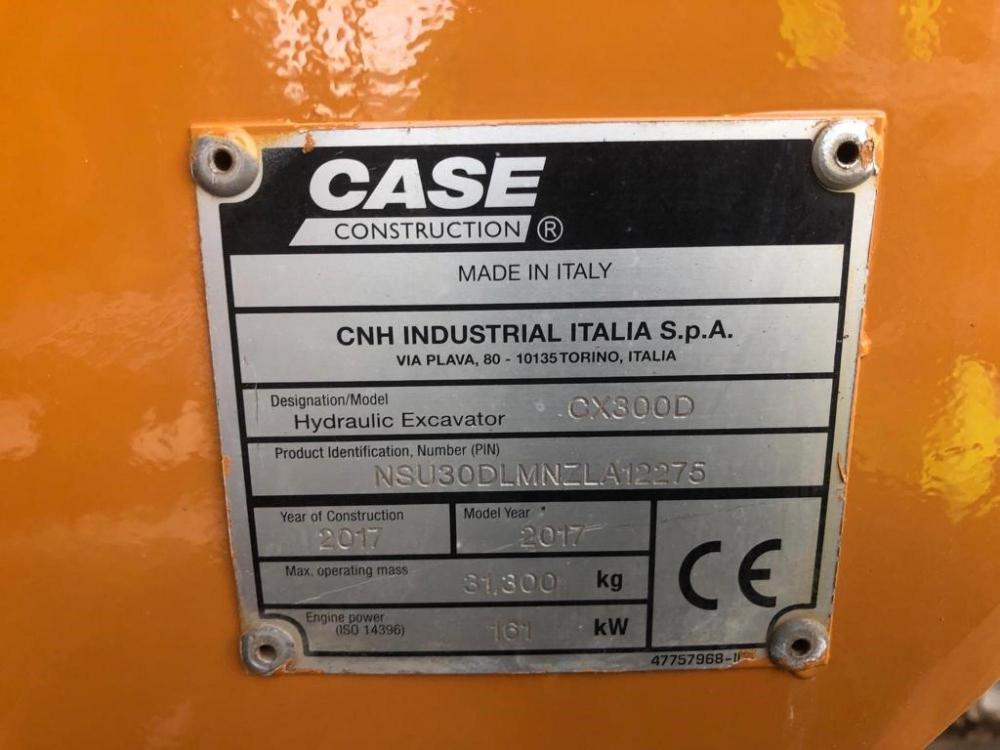 CASE
CONSTRUCTION ®
MADE IN ITALY
CNH INDUSTRIAL ITALIA S.p.A.
VIA PLAVA, 80 - 10135 TORINO, ITALIA
Designation/Model
Hydraulic Excavator CX300D
Product Identification, Number (PIN)
NSU30DLMNZLA12275
Year of Construction
2017
Model Year
2017
Max. operating mass 31,300 kg
Engine power
(ISO 14396) 161 kW
CE
47757968-II